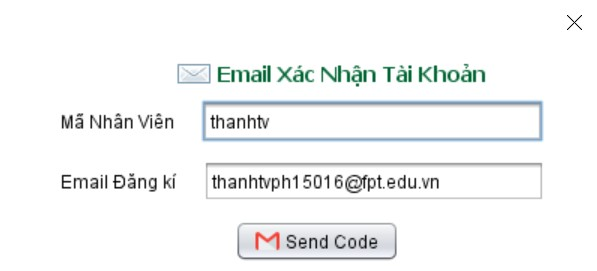 Email Xác Nhận Tài Khoản
Mã Nhân Viên thanhtv
Email Đăng kí thanhtvph15016@fpt.edu.vn
Send Code